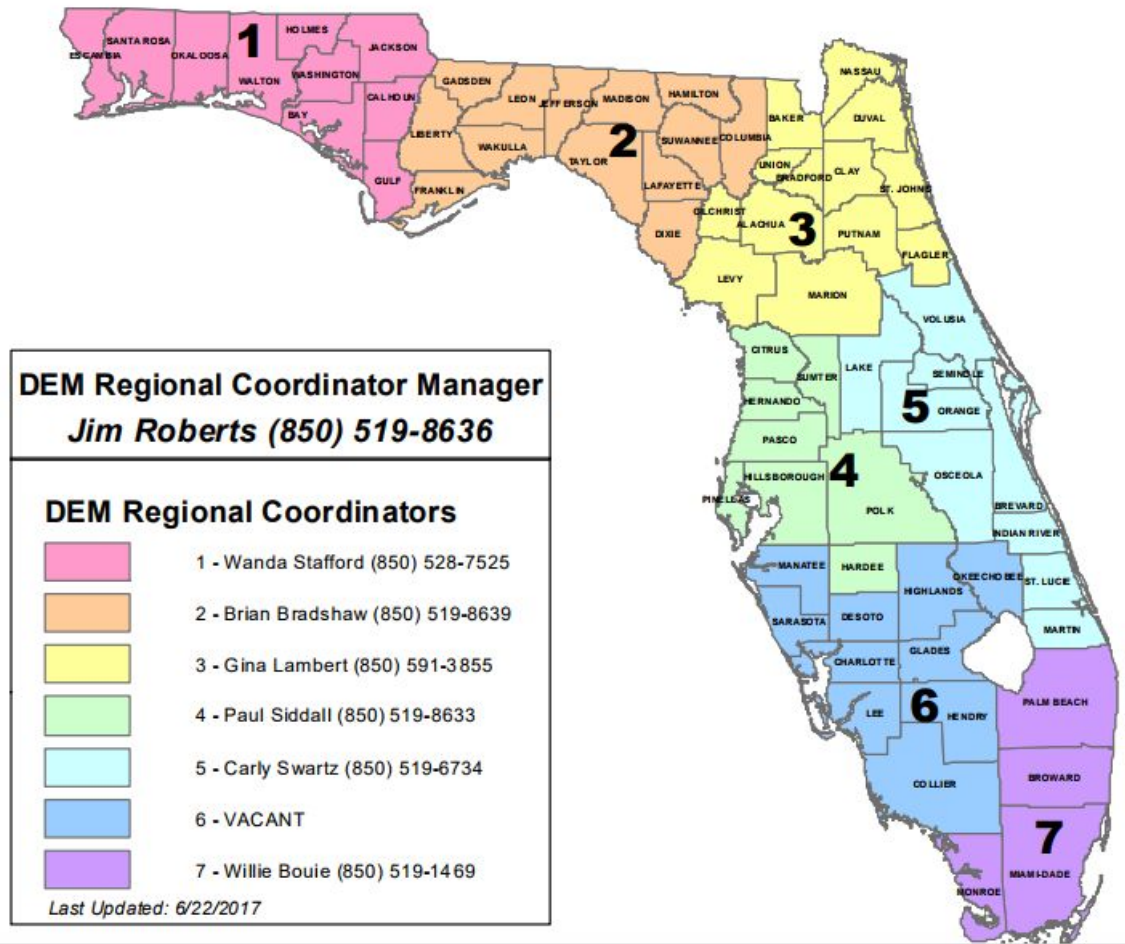 1
HOLMES
SANTA ROSA
JACKSON
ESCAMBIA
OKALOOSA
WASHINGTON
WALTON
CALHOUN
BAY
GULF
GADSDEN
LEON
JEFFERSON
MADISON
HAMILTON
LIBERTY
WAKULLA
TAYLOR
2
SUWANNEE
COLUMBIA
LAFAYETTE
FRANKLIN
DIXIE
NASSAU
BAKER
DUVAL
UNION
BRADFORD
CLAY
ST. JOHNS
GILCHRIST
ALACHUA
3
PUTNAM
FLAGLER
LEVY
MARION
VOLUSIA
CITRUS
SUMTER
LAKE
SEMINOLE
HERNANDO
5
ORANGE
PASCO
HILLSBOROUGH
4
OSCEOLA
PINELLAS
POLK
BREVARD
INDIAN RIVER
MANATEE
HARDEE
HIGHLANDS
OKEECHOBEE
ST. LUCIE
SARASOTA
DESOTO
MARTIN
CHARLOTTE
GLADES
LEE
6
HENDRY
PALM BEACH
COLLIER
BROWARD
7
MIAMI-DADE
MONROE
DEM Regional Coordinator Manager
Jim Roberts (850) 519-8636
DEM Regional Coordinators
1 - Wanda Stafford (850) 528-7525
2 - Brian Bradshaw (850) 519-8639
3 - Gina Lambert (850) 591-3855
4 - Paul Siddall (850) 519-8633
5 - Carly Swartz (850) 519-6734
6 - VACANT
7 - Willie Bouie (850) 519-1469
Last Updated: 6/22/2017